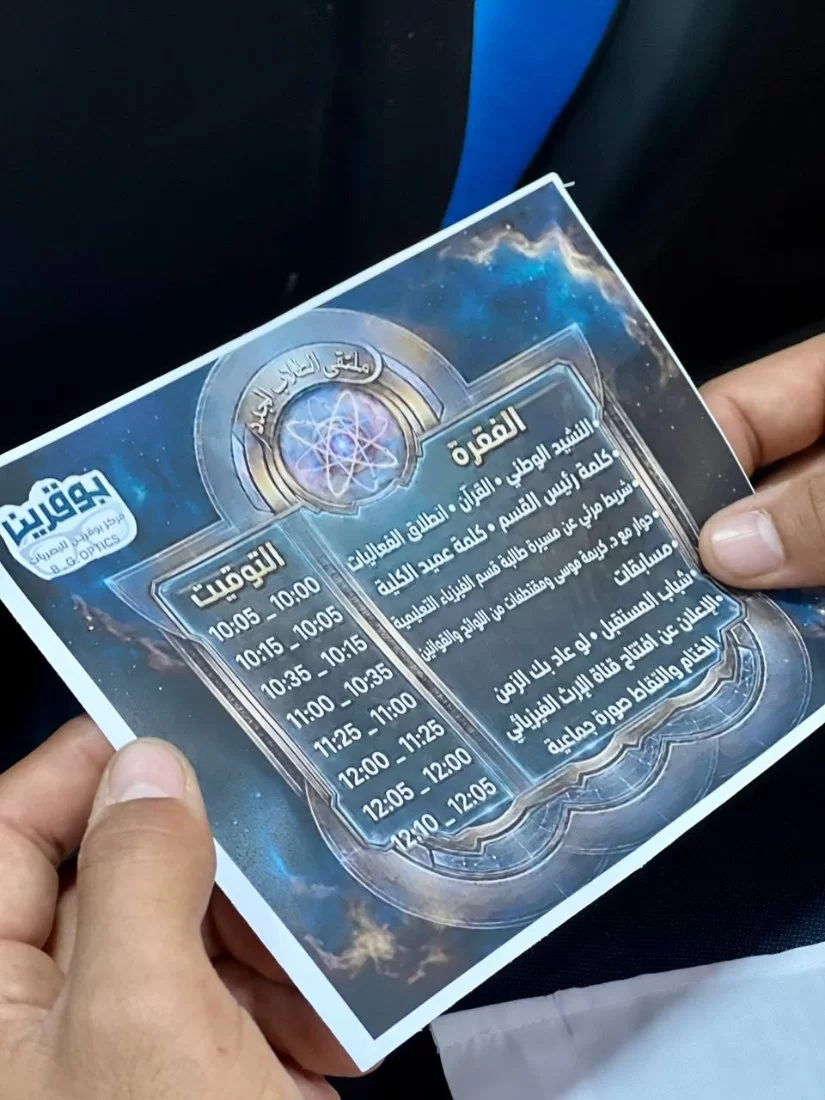 ملتقى الطلاب الجدد
بوقرين
مركز بوقرين للبصريات
B_G OPTICS
الفقرة
• النشيد الوطني • القرآن • انطلاق الفعاليات
• كلمة رئيس القسم • كلمة عميد الكلية
• شريط مرئي عن مسيرة طالبة قسم الفيزياء التعليمية
• حوار مع د. كريمة موسى ومقتطفات من اللوائح والقوانين
• مسابقات
• شباب المستقبل • لو عاد بك الزمن
• الإعلان عن افتتاح قناة الإرث الفيزيائي
الختام والتقاط صورة جماعية
التوقيت
10:05 _ 10:00
10:15 _ 10:05
10:35 _ 10:15
11:00 _ 10:35
11:25 _ 11:00
12:00 _ 11:25
12:05 _ 12:00
12:10 _ 12:05